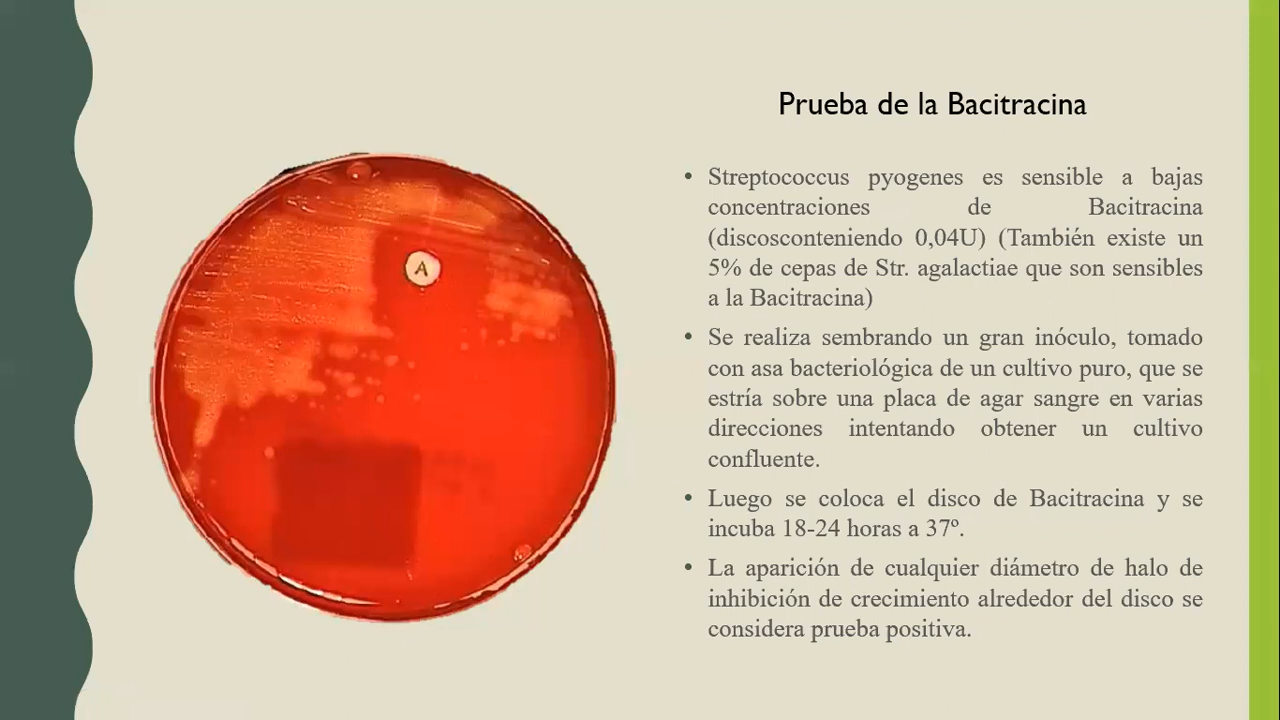 Prueba de la Bacitracina
• Streptococcus pyogenes es sensible a bajas
concentraciones de Bacitracina
(discosconteniendo 0,04U) (También existe un
5% de cepas de Str. agalactiae que son sensibles
a la Bacitracina)
• Se realiza sembrando un gran inóculo, tomado
con asa bacteriológica de un cultivo puro, que se
estría sobre una placa de agar sangre en varias
direcciones intentando obtener un cultivo
confluente.
• Luego se coloca el disco de Bacitracina y se
incuba 18-24 horas a 37º.
• La aparición de cualquier diámetro de halo de
inhibición de crecimiento alrededor del disco se
considera prueba positiva.
A